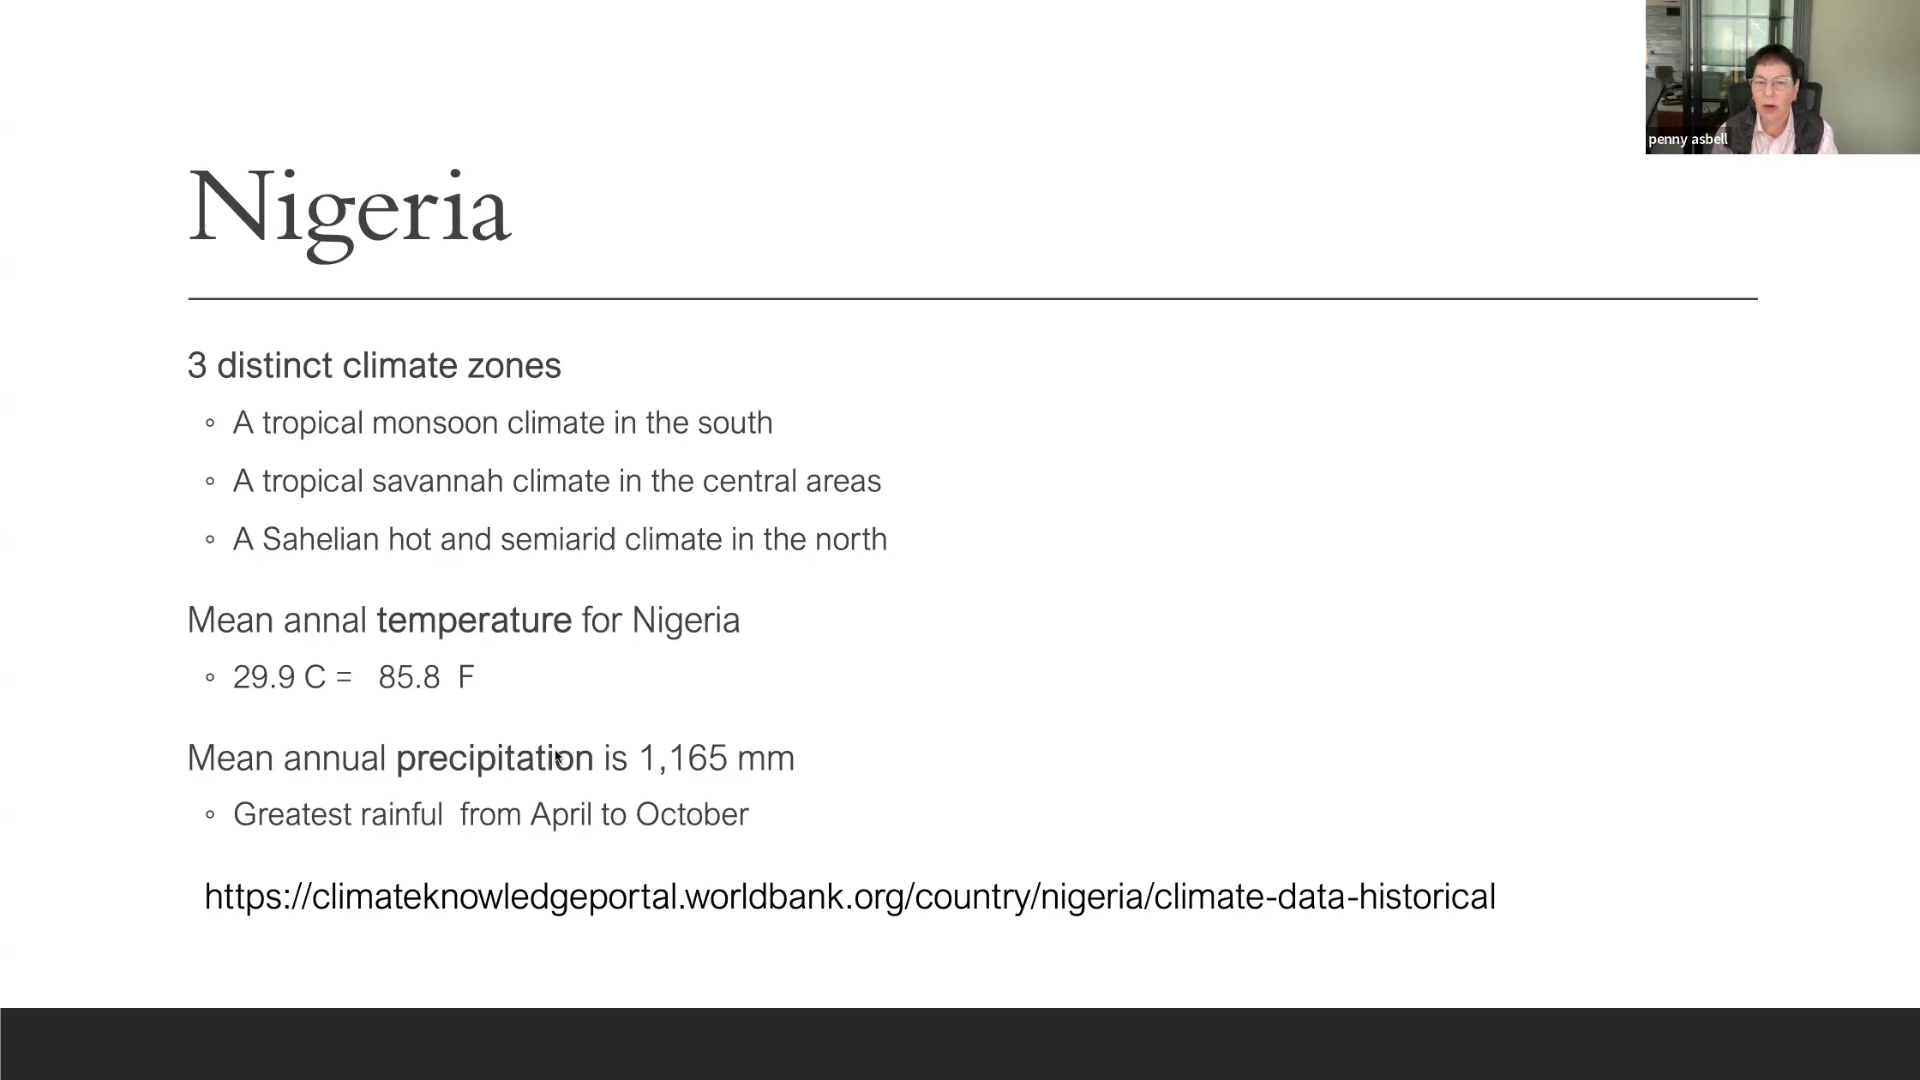 penny asbell
Nigeria
3 distinct climate zones
◦ A tropical monsoon climate in the south
◦ A tropical savannah climate in the central areas
◦ A Sahelian hot and semiarid climate in the north
Mean annal temperature for Nigeria
◦ 29.9 C = 85.8 F
Mean annual precipitation is 1,165 mm
◦ Greatest rainful from April to October
https://climateknowledgeportal.worldbank.org/country/nigeria/climate-data-historical